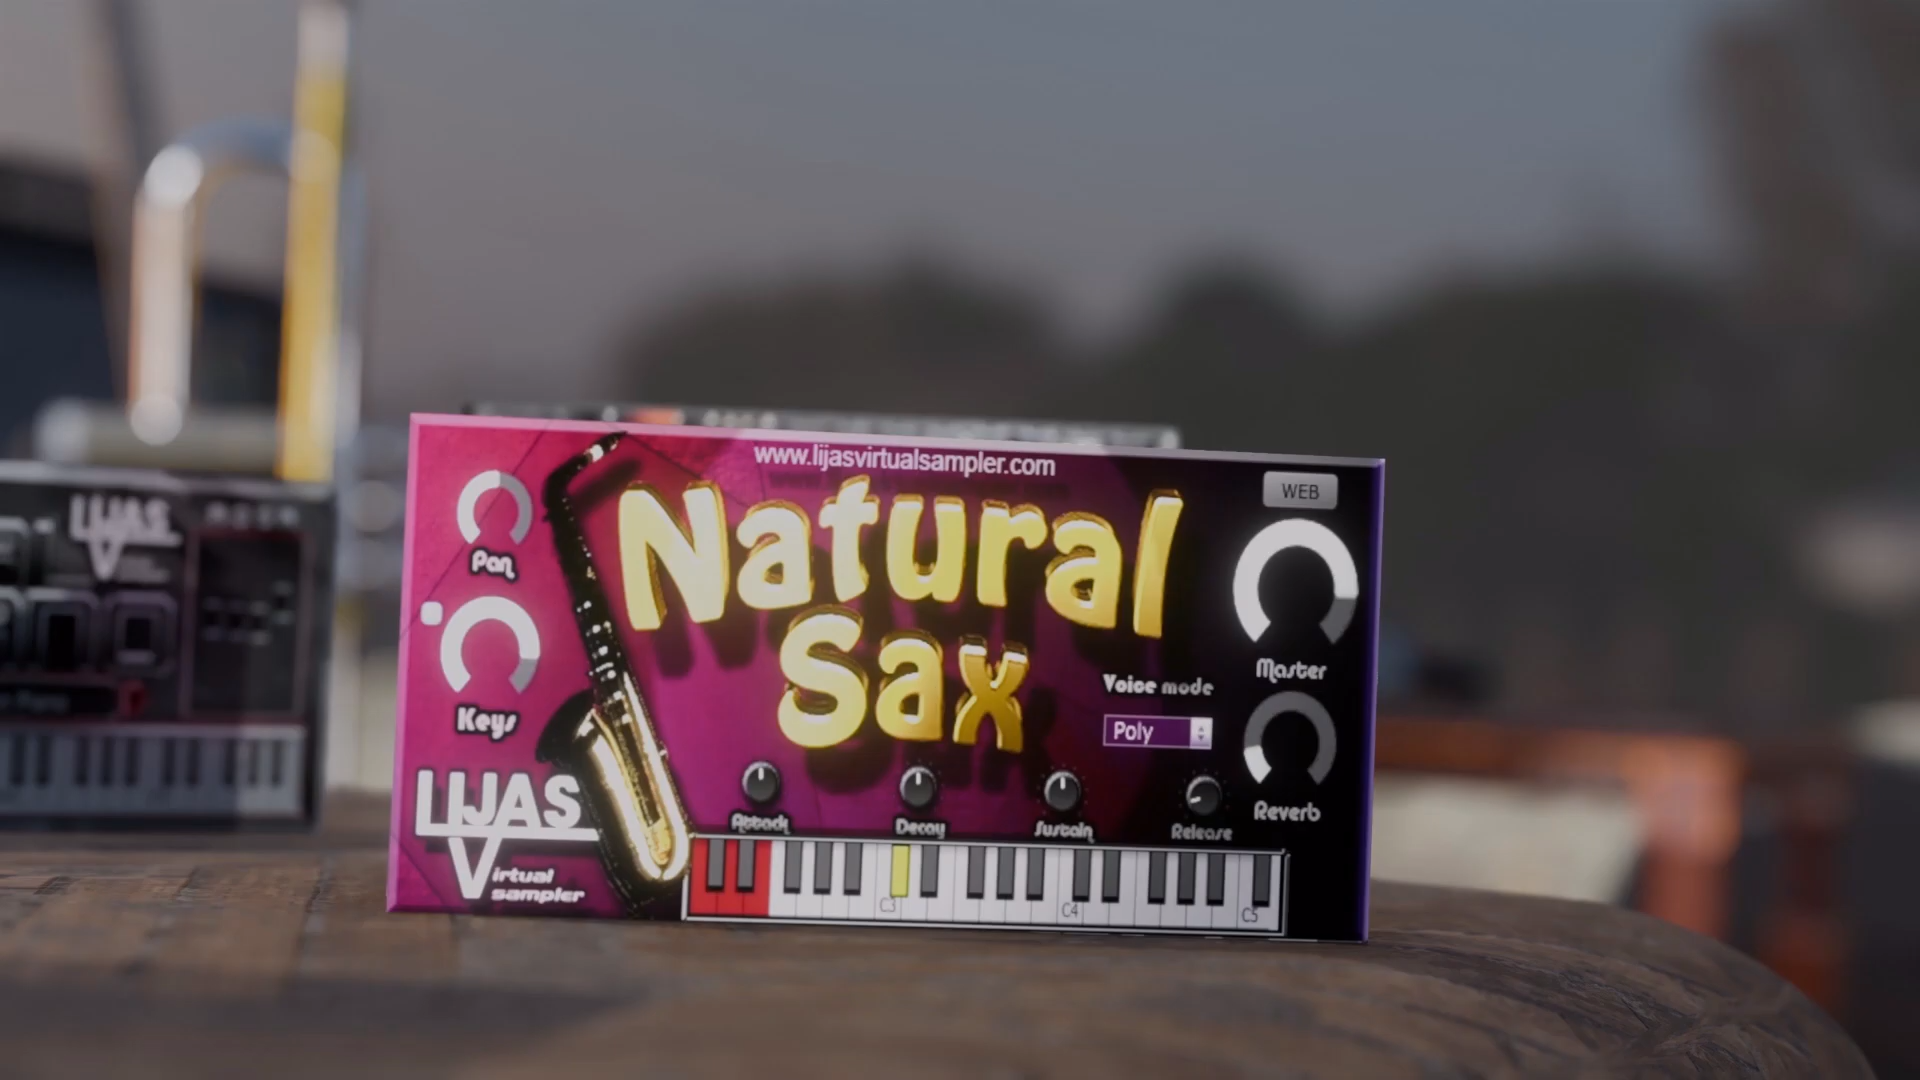 www.lijasvirtualsampler.com
WEB
Natural
Sax
Pan
Keys
Master
Voice mode
Poly
Reverb
Attack
Decay
Sustain
Release
LIJAS
Virtual
sampler
C3
C4
C5
LIJAS
V